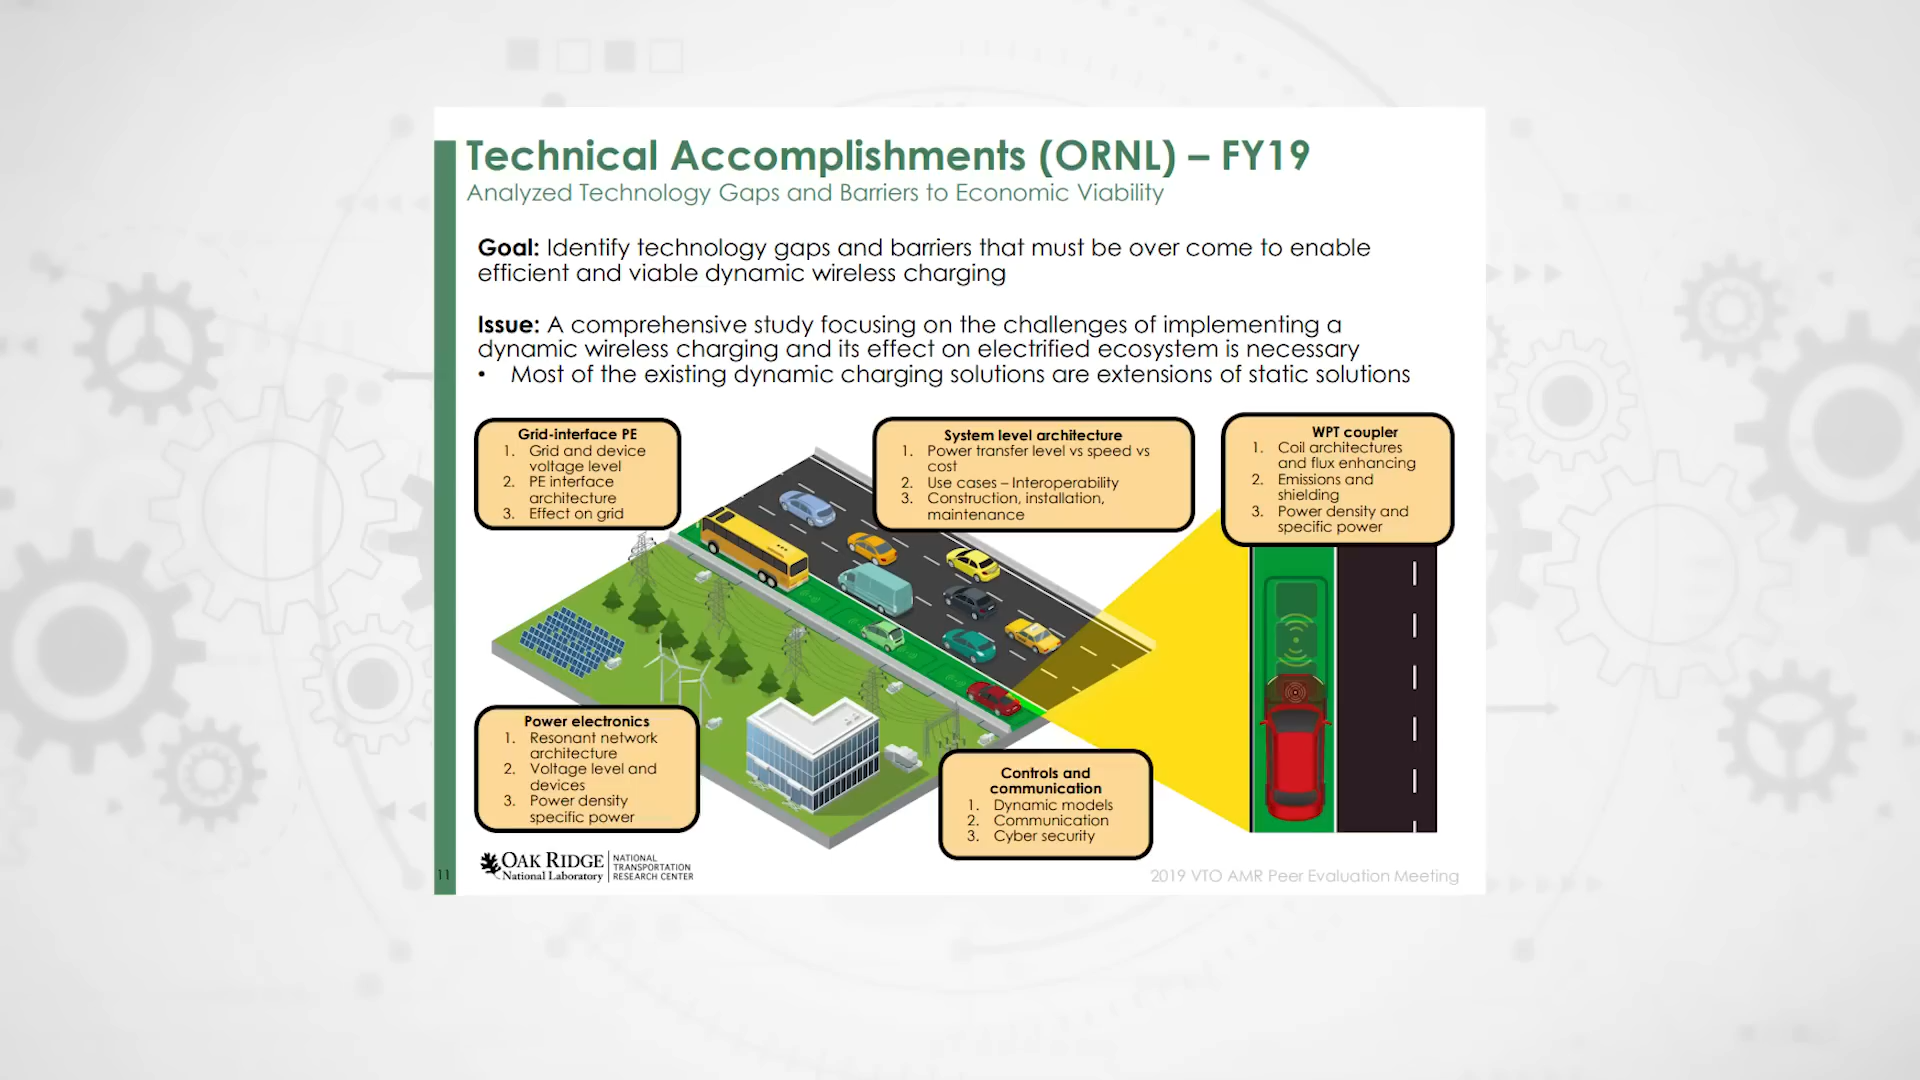 Technical Accomplishments (ORNL) – FY19
Analyzed Technology Gaps and Barriers to Economic Viability
Goal: Identify technology gaps and barriers that must be over come to enable
efficient and viable dynamic wireless charging
Issue: A comprehensive study focusing on the challenges of implementing a
dynamic wireless charging and its effect on electrified ecosystem is necessary
• Most of the existing dynamic charging solutions are extensions of static solutions
Grid-interface PE
1. Grid and device
voltage level
2. PE interface
architecture
3. Effect on grid
System level architecture
1. Power transfer level vs speed vs
cost
2. Use cases – Interoperability
3. Construction, installation,
maintenance
WPT coupler
1. Coil architectures
and flux enhancing
2. Emissions and
shielding
3. Power density and
specific power
Power electronics
1. Resonant network
architecture
2. Voltage level and
devices
3. Power density
specific power
Controls and
communication
1. Dynamic models
2. Communication
3. Cyber security
11
OAK RIDGE
National Laboratory
NATIONAL
TRANSPORTATION
RESEARCH CENTER
2019 VTO AMR Peer Evaluation Meeting